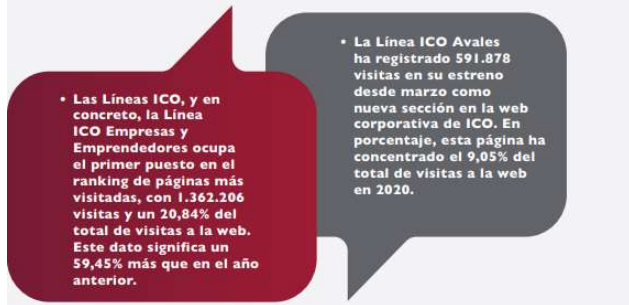 • Las Líneas ICO, y en
concreto, la Línea
ICO Empresas y
Emprendedores ocupa
el primer puesto en el
ranking de páginas más
visitadas, con 1.362.206
visitas y un 20,84% del
total de visitas a la web.
Este dato significa un
59,45% más que en el año
anterior.
• La Línea ICO Avales
ha registrado 591.878
visitas en su estreno
desde marzo como
nueva sección en la web
corporativa de ICO. En
porcentaje, esta página ha
concentrado el 9,05% del
total de visitas a la web
en 2020.